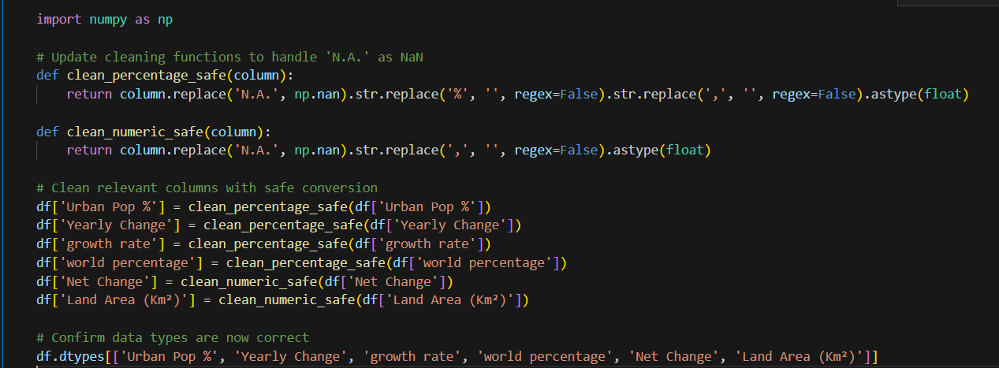 import numpy as np
# Update cleaning functions to handle 'N.A.' as NaN
def clean_percentage_safe(column):
    return column.replace('N.A.', np.nan).str.replace('%', '', regex=False).str.replace(',', '', regex=False).astype(float)
def clean_numeric_safe(column):
    return column.replace('N.A.', np.nan).str.replace(',', '', regex=False).astype(float)
# Clean relevant columns with safe conversion
df['Urban Pop %'] = clean_percentage_safe(df['Urban Pop %'])
df['Yearly Change'] = clean_percentage_safe(df['Yearly Change'])
df['growth rate'] = clean_percentage_safe(df['growth rate'])
df['world percentage'] = clean_percentage_safe(df['world percentage'])
df['Net Change'] = clean_numeric_safe(df['Net Change'])
df['Land Area (Km²)'] = clean_numeric_safe(df['Land Area (Km²)'])
# Confirm data types are now correct
df.dtypes[['Urban Pop %', 'Yearly Change', 'growth rate', 'world percentage', 'Net Change', 'Land Area (Km²)']]